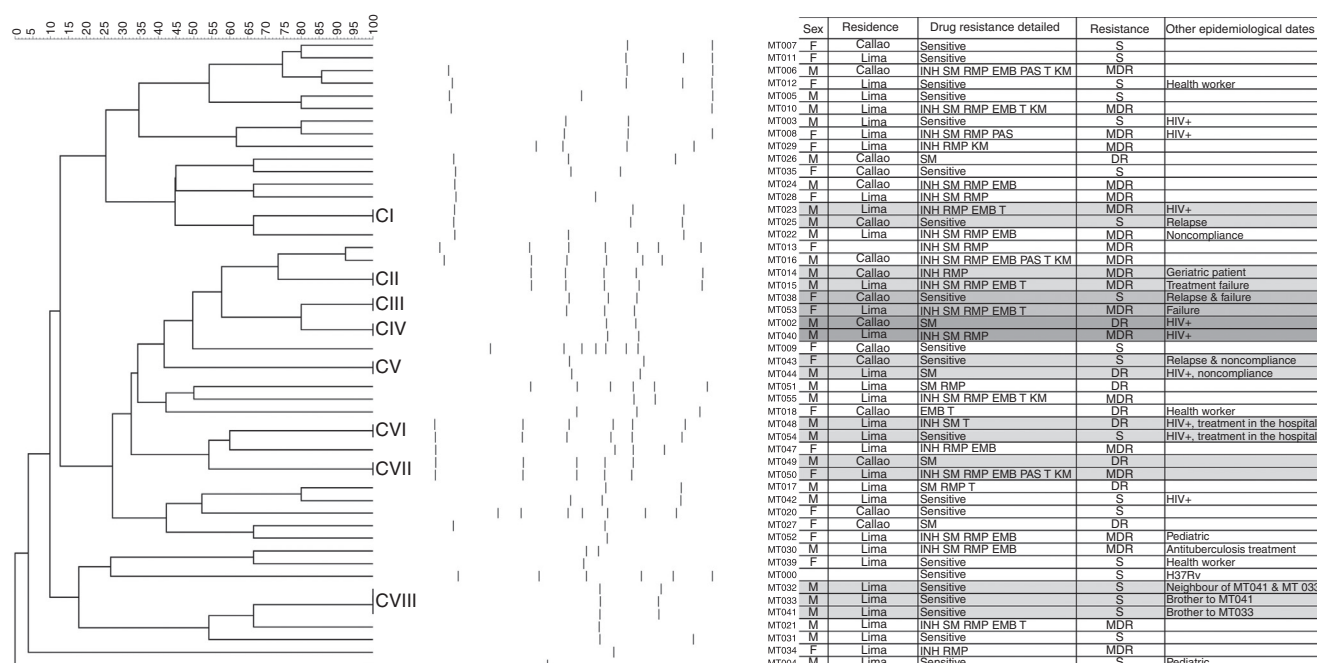 0 5 10 15 20 25 30 35 40 45 50 55 60 65 70 75 80 85 90 95 100
Sex Residence Drug resistance detailed Resistance Other epidemiological dates
MT007 F Callao Sensitive S
MT011 F Lima Sensitive S
MT006 M Callao INH SM RMP EMB PAS T KM MDR
MT012 F Lima Sensitive S Health worker
MT005 M Lima Sensitive S
MT010 M Lima INH SM RMP EMB T KM MDR
MT003 M Lima Sensitive S HIV+
MT008 F Lima INH SM RMP PAS MDR HIV+
MT029 F Lima INH RMP KM MDR
MT026 M Callao SM DR
MT035 F Callao Sensitive S
MT024 M Callao INH SM RMP EMB MDR
MT028 F Lima INH SM RMP MDR
CI MT023 M Lima INH RMP EMB T MDR HIV+
MT025 M Callao Sensitive S Relapse
MT022 M Lima INH SM RMP EMB MDR Noncompliance
MT013 F INH SM RMP MDR
MT016 M Callao INH SM RMP EMB PAS T KM MDR
CII MT014 M Callao INH RMP MDR Geriatric patient
MT015 M Lima INH SM RMP EMB T MDR Treatment failure
CIII MT038 F Callao Sensitive S Relapse & failure
MT053 F Lima INH SM RMP EMB T MDR Failure
CIV MT002 M Callao SM DR HIV+
MT040 M Lima INH SM RMP MDR HIV+
MT009 F Callao Sensitive S
CV MT043 F Callao Sensitive S Relapse & noncompliance
MT044 M Lima SM DR HIV+, noncompliance
MT051 M Lima SM RMP DR
MT055 M Lima INH SM RMP EMB T KM MDR
MT018 F Callao EMB T DR Health worker
CVI MT048 M Lima INH SM T DR HIV+, treatment in the hospital
MT054 M Lima Sensitive S HIV+, treatment in the hospital
MT047 F Lima INH RMP EMB MDR
CVII MT049 M Callao SM DR
MT050 M Lima INH SM RMP EMB PAS T KM MDR
MT017 M Lima SM RMP T DR
MT042 M Lima Sensitive S HIV+
MT020 F Callao Sensitive S
MT027 F Callao SM DR
MT052 F Lima INH SM RMP EMB MDR Pediatric
MT030 M Lima INH SM RMP EMB MDR Antituberculosis treatment
MT039 F Lima Sensitive S Health worker
MT000 Sensitive S H37Rv
MT032 M Lima Sensitive S Neighbour of MT041 & MT 033
CVIII MT033 M Lima Sensitive S Brother to MT041
MT041 M Lima Sensitive S Brother to MT033
MT021 M Lima INH SM RMP EMB T MDR
MT031 M Lima Sensitive S
MT034 F Lima INH RMP MDR
MT004 M Lima Sensitive S Pediatric